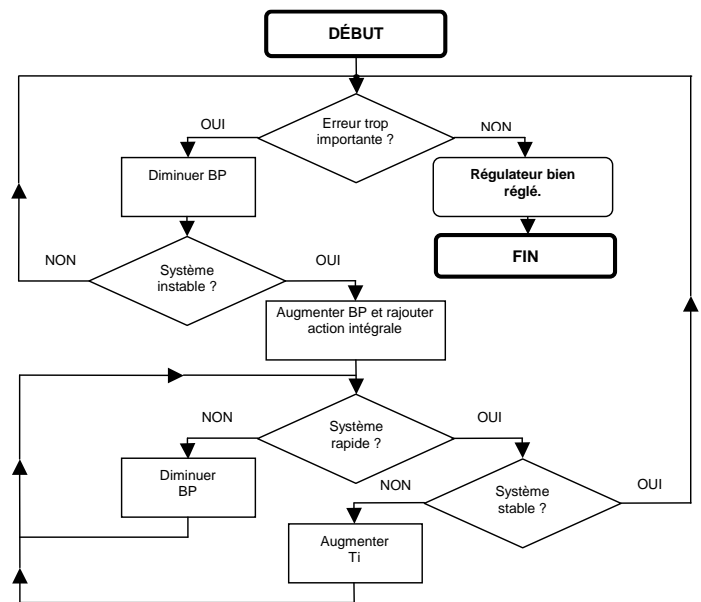 DÉBUT
Erreur trop
importante ?
OUI
NON
Diminuer BP
Régulateur bien
réglé.
FIN
NON
Système
instable ?
OUI
Augmenter BP et rajouter
action intégrale
NON
Système
rapide ?
OUI
Diminuer
BP
NON
Système
stable ?
OUI
Augmenter
Ti